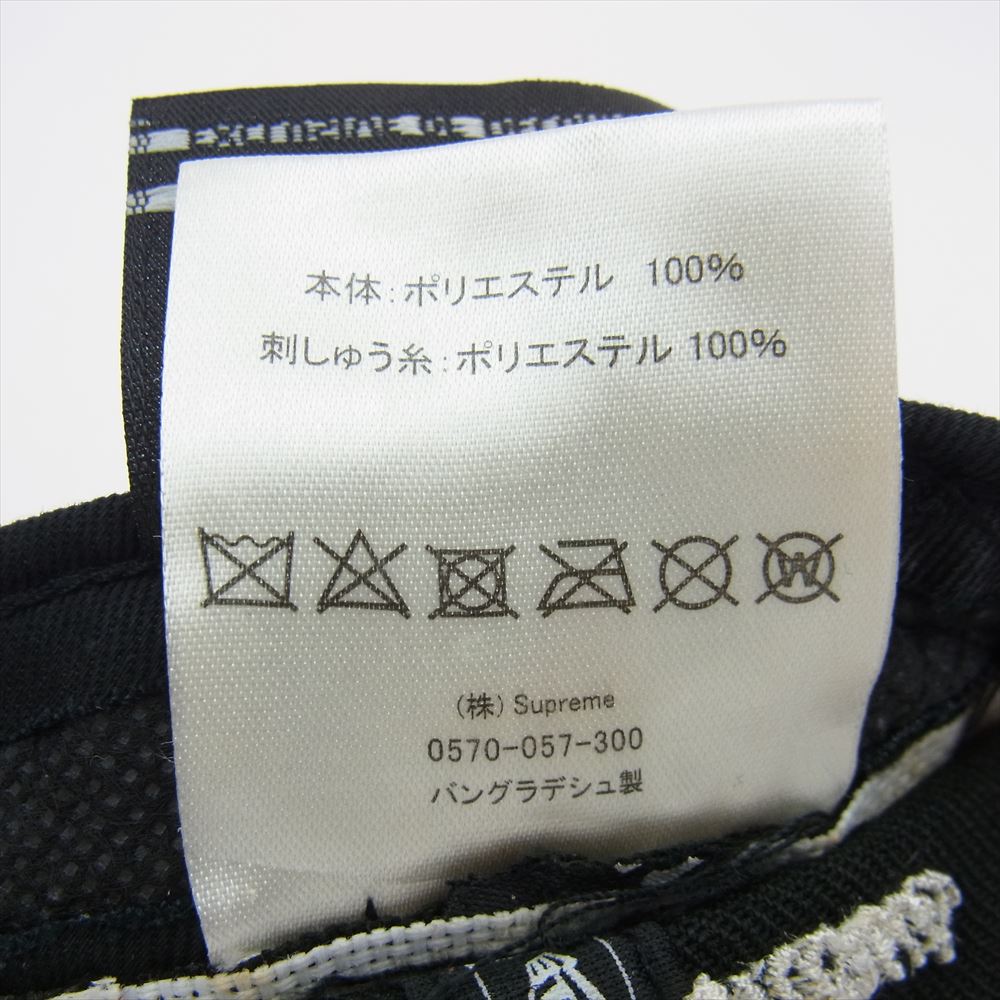 本体：ポリエステル 100%
刺しゅう糸：ポリエステル 100%
W
(株) Supreme
0570-057-300
バングラデシュ製